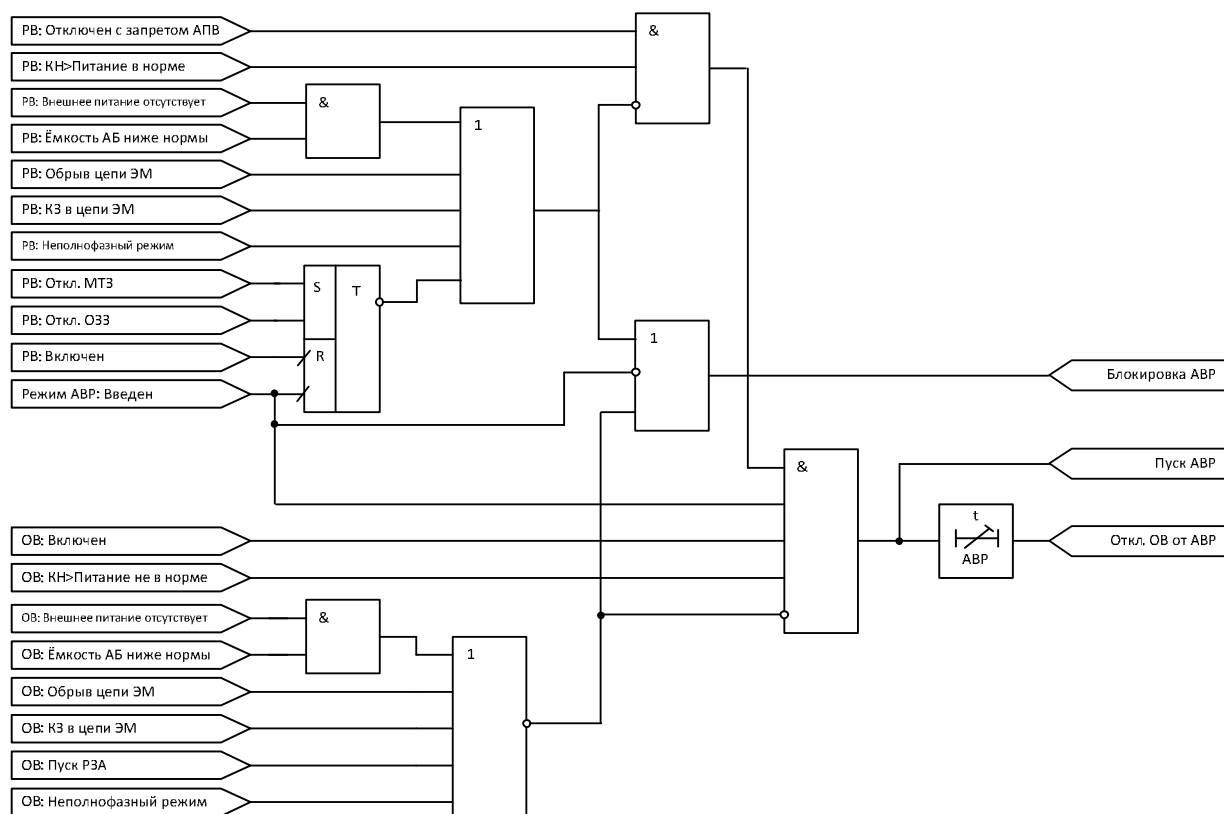 РВ: Отключен с запретом АПВ
&
РВ: КН>Питание в норме
РВ: Внешнее питание отсутствует
&
РВ: Ёмкость АБ ниже нормы
1
РВ: Обрыв цепи ЭМ
РВ: КЗ в цепи ЭМ
РВ: Неполнофазный режим
РВ: Откл. МТЗ
S
T
РВ: Откл. ОЗЗ
1
РВ: Включен
R
Блокировка АВР
Режим АВР: Введен
&
Пуск АВР
t
АВР
ОВ: Включен
Откл. ОВ от АВР
ОВ: КН>Питание не в норме
ОВ: Внешнее питание отсутствует
&
ОВ: Ёмкость АБ ниже нормы
1
ОВ: Обрыв цепи ЭМ
ОВ: КЗ в цепи ЭМ
ОВ: Пуск РЗА
ОВ: Неполнофазный режим